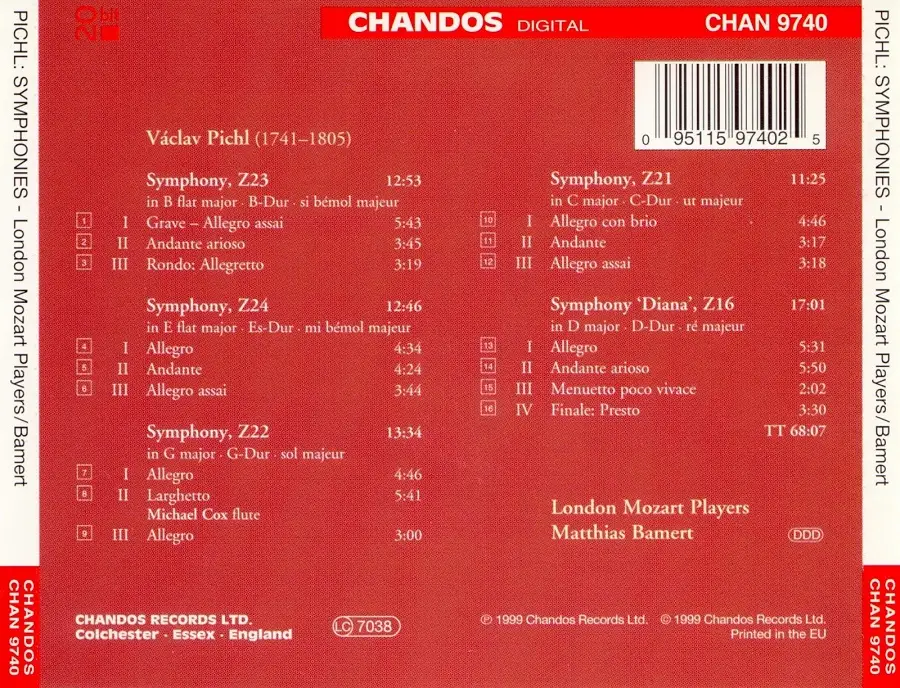 PICHL: SYMPHONIES - London Mozart Players/Bamert
CHANDOS
CHAN 9740
20
bit
CHANDOS DIGITAL CHAN 9740
0 95115 97402 5
Václav Pichl (1741–1805)
Symphony, Z23 12:53
in B flat major · B-Dur · si bémol majeur
1 I Grave – Allegro assai 5:43
2 II Andante arioso 3:45
3 III Rondo: Allegretto 3:19
Symphony, Z24 12:46
in E flat major · Es-Dur · mi bémol majeur
4 I Allegro 4:34
5 II Andante 4:24
6 III Allegro assai 3:44
Symphony, Z22 13:34
in G major · G-Dur · sol majeur
7 I Allegro 4:46
8 II Larghetto 5:41
Michael Cox flute
9 III Allegro 3:00
Symphony, Z21 11:25
in C major · C-Dur · ut majeur
10 I Allegro con brio 4:46
11 II Andante 3:17
12 III Allegro assai 3:18
Symphony ‘Diana’, Z16 17:01
in D major · D-Dur · ré majeur
13 I Allegro 5:31
14 II Andante arioso 5:50
15 III Menuetto poco vivace 2:02
16 IV Finale: Presto 3:30
TT 68:07
London Mozart Players
Matthias Bamert DDD
CHANDOS RECORDS LTD.
Colchester · Essex · England
LC 7038
℗ 1999 Chandos Records Ltd. © 1999 Chandos Records Ltd.
Printed in the EU
PICHL: SYMPHONIES - London Mozart Players/Bamert
CHANDOS
CHAN 9740